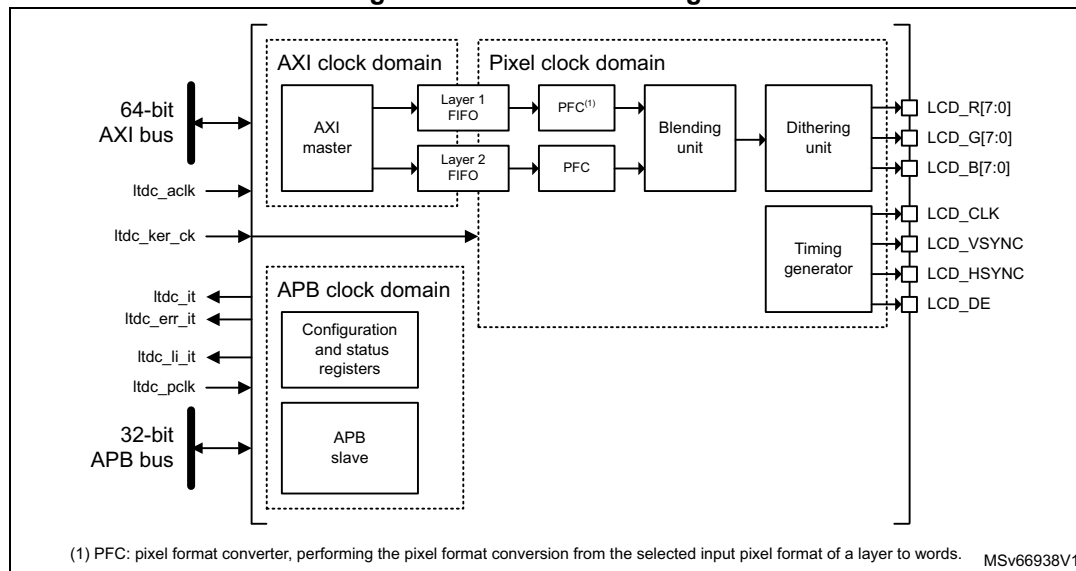 AXI clock domain
Pixel clock domain
64-bit
AXI bus
AXI
master
Layer 1
FIFO
Layer 2
FIFO
PFC(1)
PFC
Blending
unit
Dithering
unit
LCD_R[7:0]
LCD_G[7:0]
LCD_B[7:0]
ltdc_aclk
ltdc_ker_ck
Timing
generator
LCD_CLK
LCD_VSYNC
LCD_HSYNC
LCD_DE
ltdc_it
ltdc_err_it
ltdc_li_it
ltdc_pclk
APB clock domain
Configuration
and status
registers
32-bit
APB bus
APB
slave
(1) PFC: pixel format converter, performing the pixel format conversion from the selected input pixel format of a layer to words.
MSv66938V1